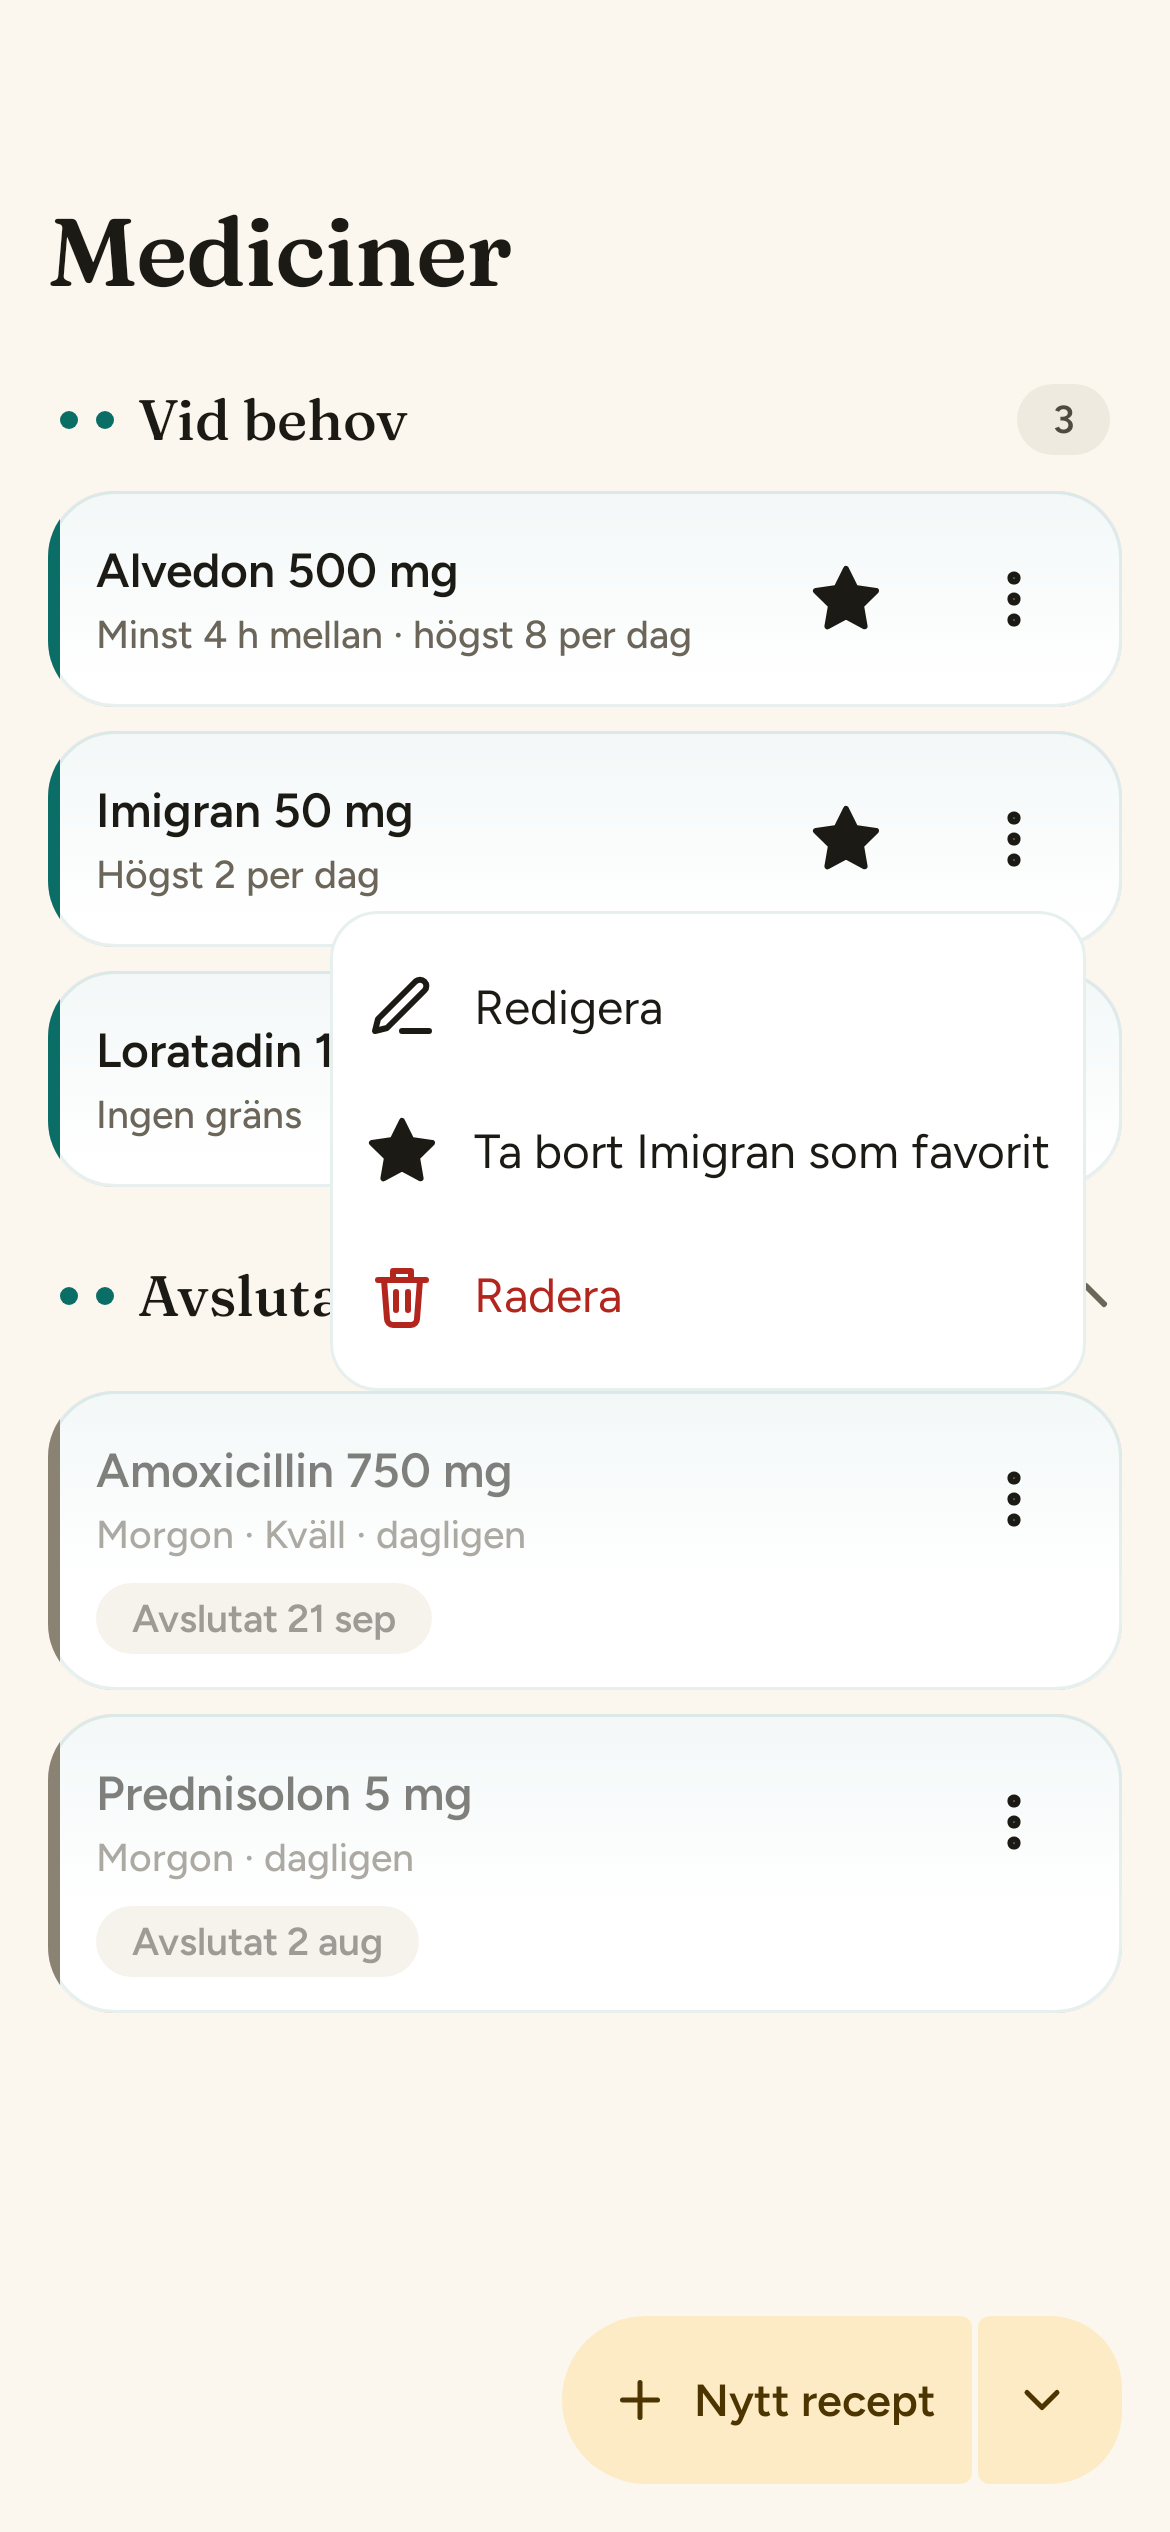 Mediciner
Vid behov
3
Alvedon 500 mg
Minst 4 h mellan · högst 8 per dag
Imigran 50 mg
Högst 2 per dag
Loratadin
Ingen gräns
Redigera
Ta bort Imigran som favorit
Radera
Amoxicillin 750 mg
Morgon · Kväll · dagligen
Avslutat 21 sep
Prednisolon 5 mg
Morgon · dagligen
Avslutat 2 aug
Nytt recept